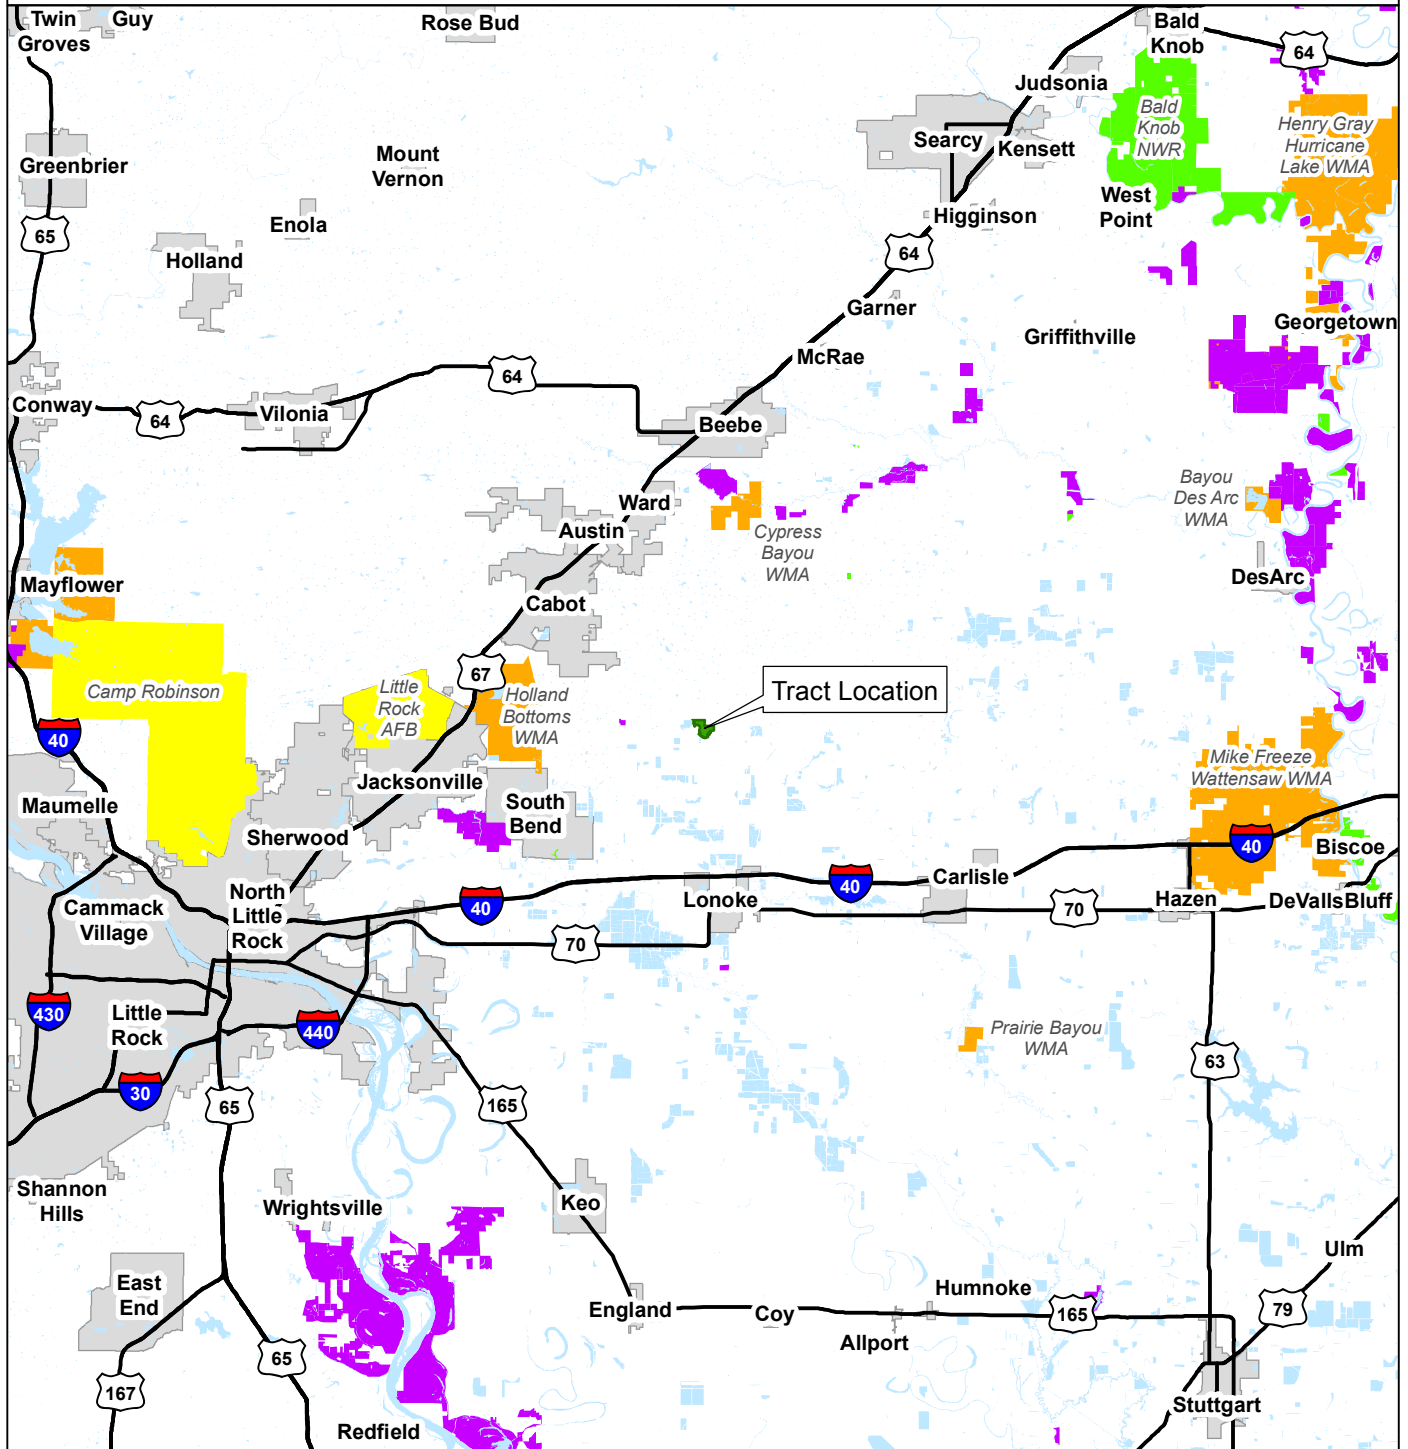 Twin
Groves
Guy
Rose Bud
Bald
Knob
64
Judsonia
Bald
Knob
NWR
Henry Gray
Hurricane
Lake WMA
Searcy
Kensett
Greenbrier
Mount
Vernon
West
Point
Higginson
Enola
65
64
Holland
Garner
Georgetown
Griffithville
McRae
64
Conway
64
Vilonia
Beebe
Bayou
Des Arc
WMA
Ward
Austin
Cypress
Bayou
WMA
DesArc
Mayflower
Cabot
67
Camp Robinson
Little
Rock
AFB
Holland
Bottoms
WMA
Tract Location
40
Mike Freeze
Wattensaw WMA
Jacksonville
Maumelle
South
Bend
Sherwood
40
Biscoe
North
Little
Rock
40
Lonoke
40
Carlisle
Hazen
DeVallsBluff
Cammack
Village
70
70
430
Little
Rock
440
Prairie Bayou
WMA
63
30
65
165
Shannon
Hills
Wrightsville
Keo
Ulm
East
End
England
Coy
Humnoke
165
79
Allport
65
167
Redfield
Stuttgart